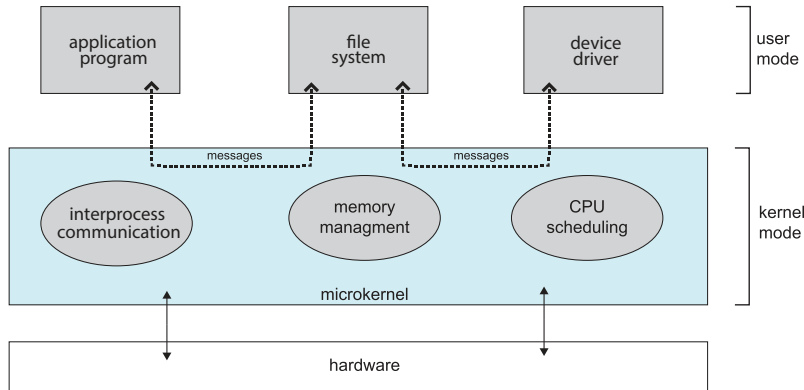 application
program
file
system
device
driver
user
mode
messages
messages
interprocess
communication
memory
managment
CPU
scheduling
kernel
mode
microkernel
hardware